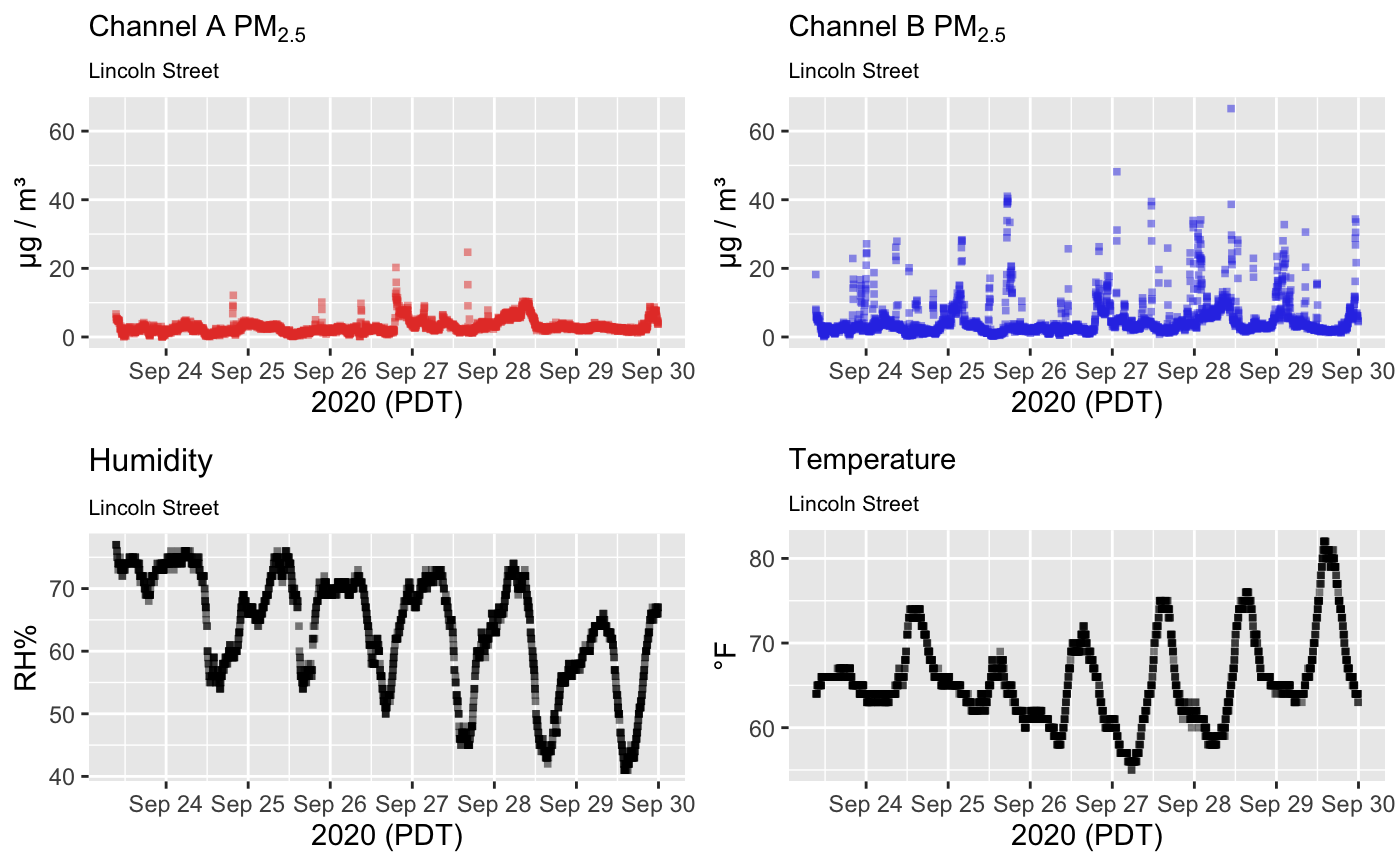 Channel A PM2.5
Lincoln Street
60
40
20
0
µg / m³
Sep 24 Sep 25 Sep 26 Sep 27 Sep 28 Sep 29 Sep 30
2020 (PDT)
Channel B PM2.5
Lincoln Street
60
40
20
0
µg / m³
Sep 24 Sep 25 Sep 26 Sep 27 Sep 28 Sep 29 Sep 30
2020 (PDT)
Humidity
Lincoln Street
70
60
50
40
RH%
Sep 24 Sep 25 Sep 26 Sep 27 Sep 28 Sep 29 Sep 30
2020 (PDT)
Temperature
Lincoln Street
80
70
60
°F
Sep 24 Sep 25 Sep 26 Sep 27 Sep 28 Sep 29 Sep 30
2020 (PDT)